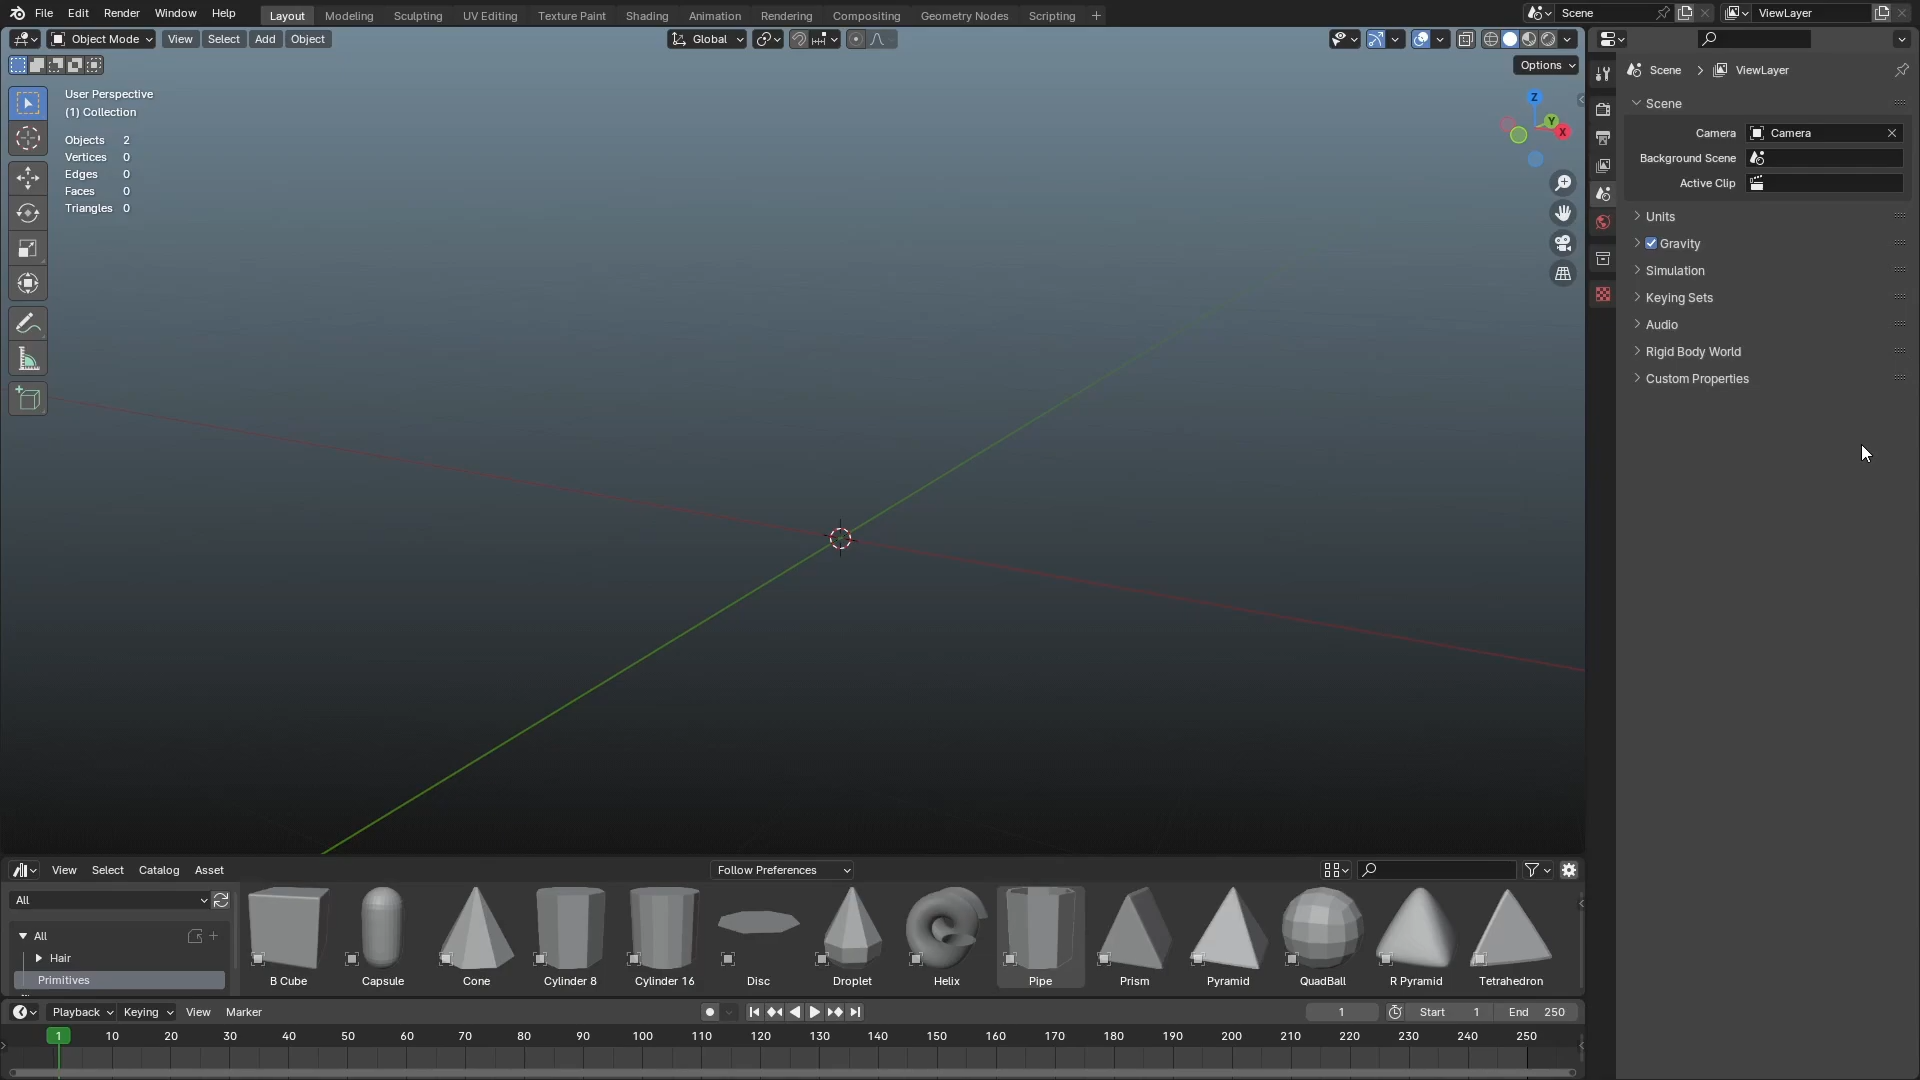 File Edit Render Window Help Layout Modeling Sculpting UV Editing Texture Paint Shading Animation Rendering Compositing Geometry Nodes Scripting + Scene ViewLayer
Object Mode View Select Add Object Global
Options
User Perspective
(1) Collection
Objects 2
Vertices 0
Edges 0
Faces 0
Triangles 0
Z
Y
X
Scene > ViewLayer
Scene
Camera Camera
Background Scene
Active Clip
Units
Gravity
Simulation
Keying Sets
Audio
Rigid Body World
Custom Properties
View Select Catalog Asset Follow Preferences
All
All
Hair
Primitives
B Cube Capsule Cone Cylinder 8 Cylinder 16 Disc Droplet Helix Pipe Prism Pyramid QuadBall R Pyramid Tetrahedron
Playback Keying View Marker 1 Start 1 End 250
1 10 20 30 40 50 60 70 80 90 100 110 120 130 140 150 160 170 180 190 200 210 220 230 240 250